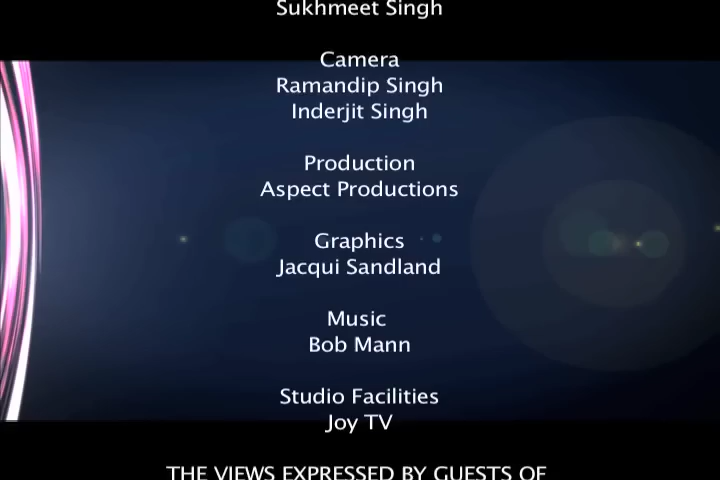 Sukhmeet Singh
Camera
Ramandip Singh
Inderjit Singh
Production
Aspect Productions
Graphics
Jacqui Sandland
Music
Bob Mann
Studio Facilities
Joy TV
THE VIEWS EXPRESSED BY GUESTS OF